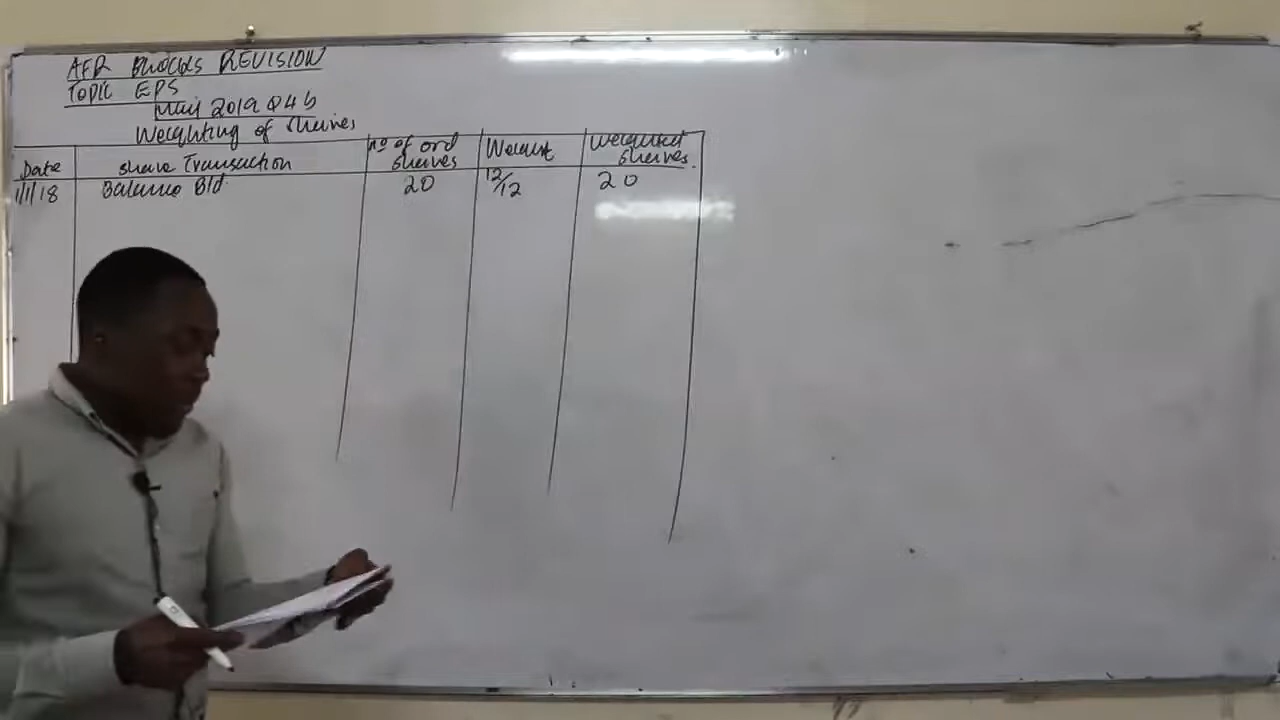 AFR BLOCKS REVISION
TOPIC EPS
May 2019 Q4b
Weighting of shares
Date share Transaction no of ord shares Weight Weighted shares
1/1/18 Balance B/d 20 12/12 20